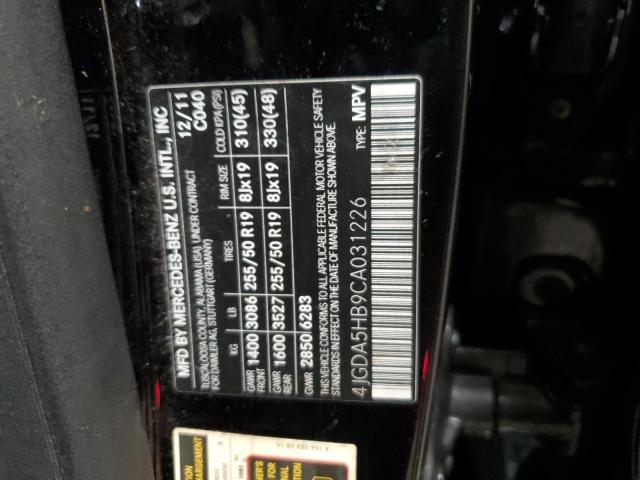 MFD BY MERCEDES-BENZ U.S. INTL., INC 12/11
TUSCALOOSA COUNTY, ALABAMA (USA), UNDER CONTRACT C040
FOR DAIMLER AG, STUTTGART (GERMANY)
KG LB TIRES RIM SIZE COLD KPA (PSI)
GAWR FRONT 1400 3086 255/50 R19 8Jx19 310(45)
GAWR REAR 1600 3527 255/50 R19 8Jx19 330(48)
GVWR 2850 6283
THIS VEHICLE CONFORMS TO ALL APPLICABLE FEDERAL MOTOR VEHICLE SAFETY
STANDARDS IN EFFECT ON THE DATE OF MANUFACTURE SHOWN ABOVE.
4JGDA5HB9CA031226 TYPE: MPV